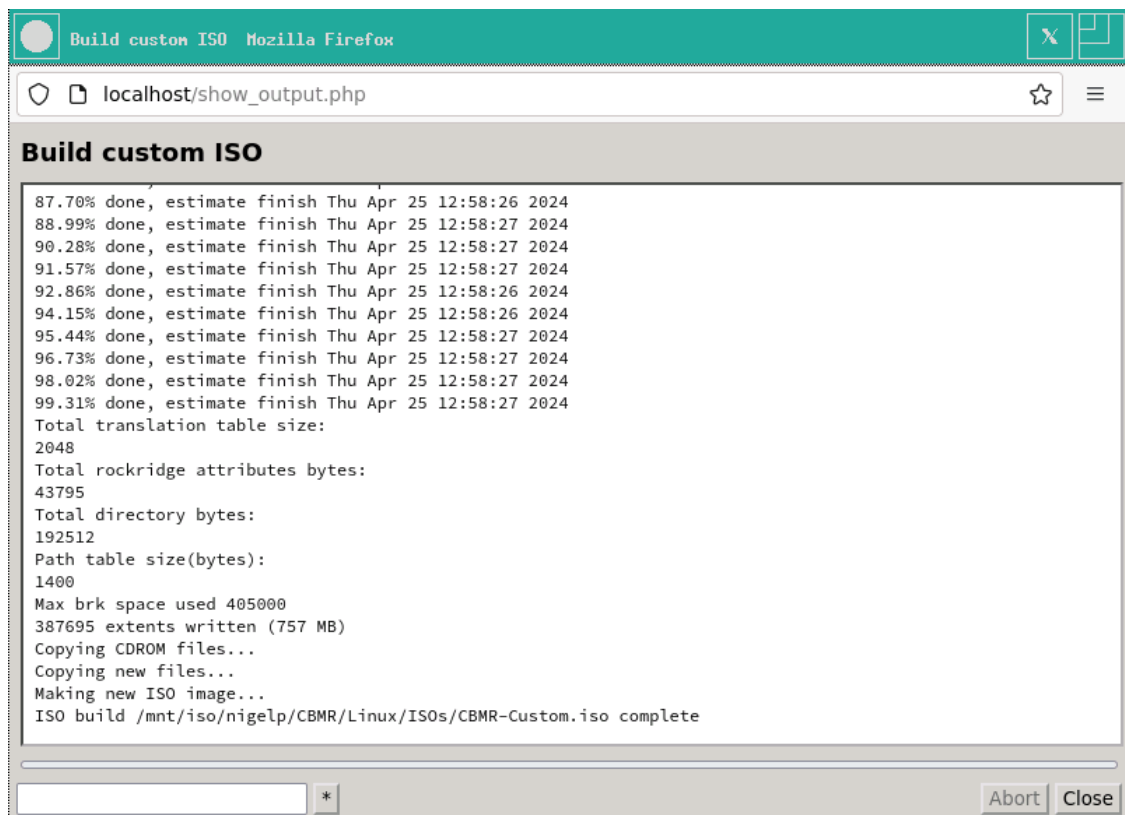 Build custom ISO  Mozilla Firefox
X
localhost/show_output.php
Build custom ISO
87.70% done, estimate finish Thu Apr 25 12:58:26 2024
88.99% done, estimate finish Thu Apr 25 12:58:27 2024
90.28% done, estimate finish Thu Apr 25 12:58:27 2024
91.57% done, estimate finish Thu Apr 25 12:58:27 2024
92.86% done, estimate finish Thu Apr 25 12:58:26 2024
94.15% done, estimate finish Thu Apr 25 12:58:26 2024
95.44% done, estimate finish Thu Apr 25 12:58:27 2024
96.73% done, estimate finish Thu Apr 25 12:58:27 2024
98.02% done, estimate finish Thu Apr 25 12:58:27 2024
99.31% done, estimate finish Thu Apr 25 12:58:27 2024
Total translation table size:
2048
Total rockridge attributes bytes:
43795
Total directory bytes:
192512
Path table size(bytes):
1400
Max brk space used 405000
387695 extents written (757 MB)
Copying CDROM files...
Copying new files...
Making new ISO image...
ISO build /mnt/iso/nigelp/CBMR/Linux/ISOs/CBMR-Custom.iso complete
*
Abort Close